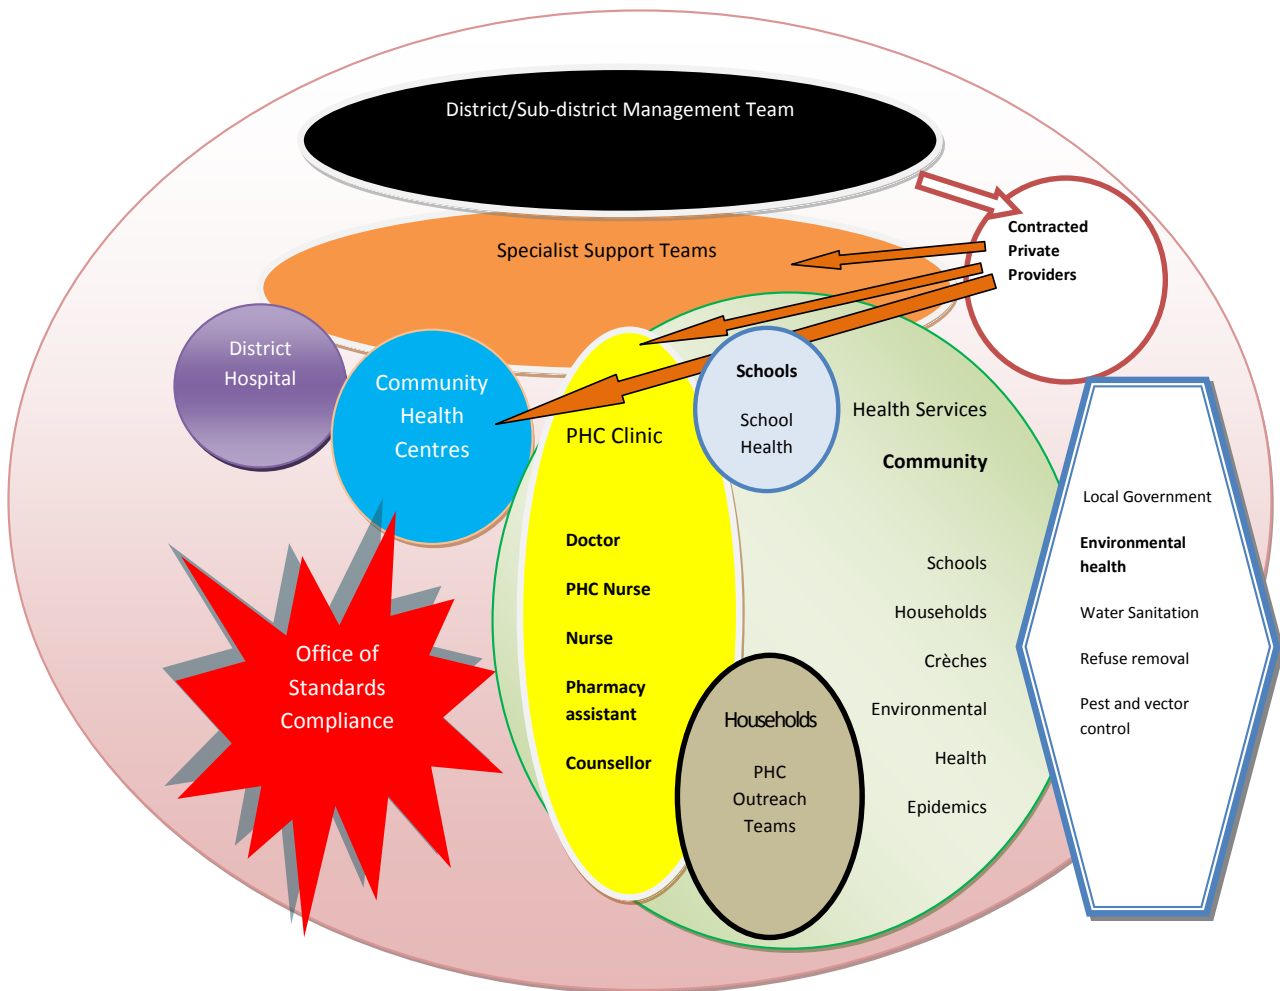 District/Sub-district Management Team
Specialist Support Teams
Contracted
Private
Providers
District
Hospital
Community
Health
Centres
PHC Clinic
Doctor
PHC Nurse
Nurse
Pharmacy
assistant
Counsellor
Schools
School
Health
Health Services
Community
Schools
Households
Crèches
Environmental
Health
Epidemics
Households
PHC
Outreach
Teams
Office of
Standards
Compliance
Local Government
Environmental
health
Water Sanitation
Refuse removal
Pest and vector
control